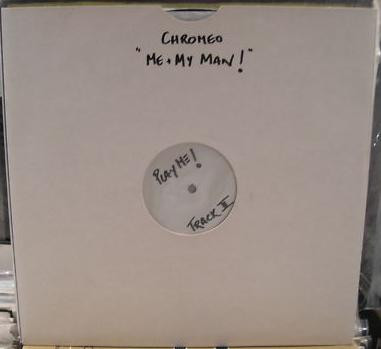 CHROMEO
"ME + MY MAN!"
PLAY ME!
TRACK II